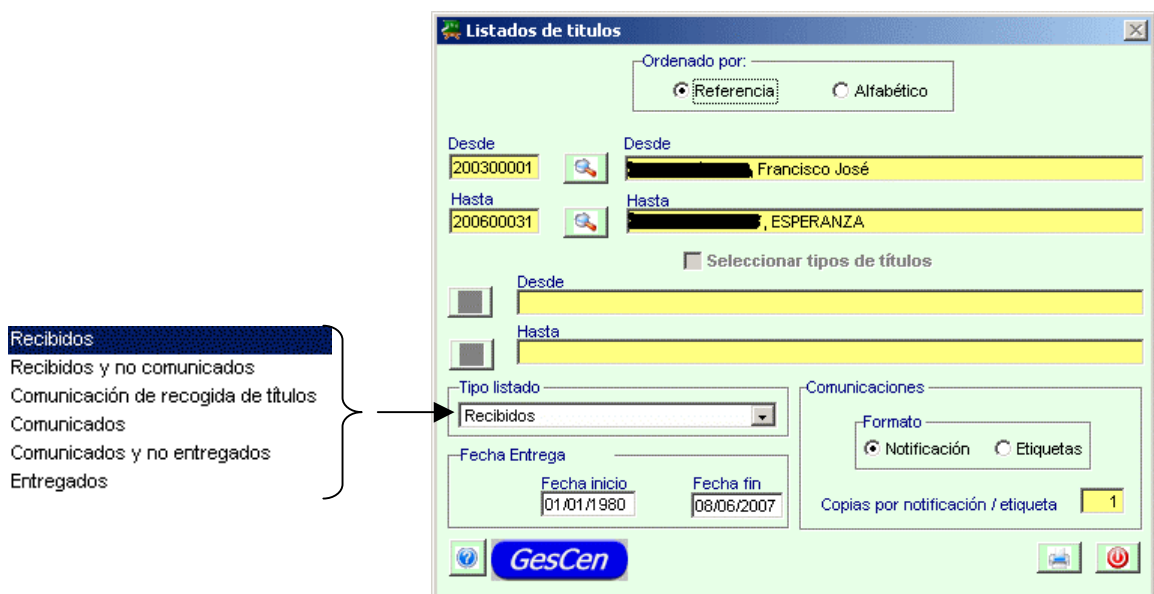 Listados de titulos
Ordenado por:
Referencia Alfabético
Desde Desde
200300001 , Francisco José
Hasta Hasta
200600031 , ESPERANZA
Seleccionar tipos de títulos
Desde
Hasta
Recibidos
Recibidos y no comunicados
Comunicación de recogida de títulos
Comunicados
Comunicados y no entregados
Entregados
Tipo listado
Recibidos
Fecha Entrega
Fecha inicio Fecha fin
01/01/1980 08/06/2007
Comunicaciones
Formato
Notificación Etiquetas
Copias por notificación / etiqueta 1
GesCen